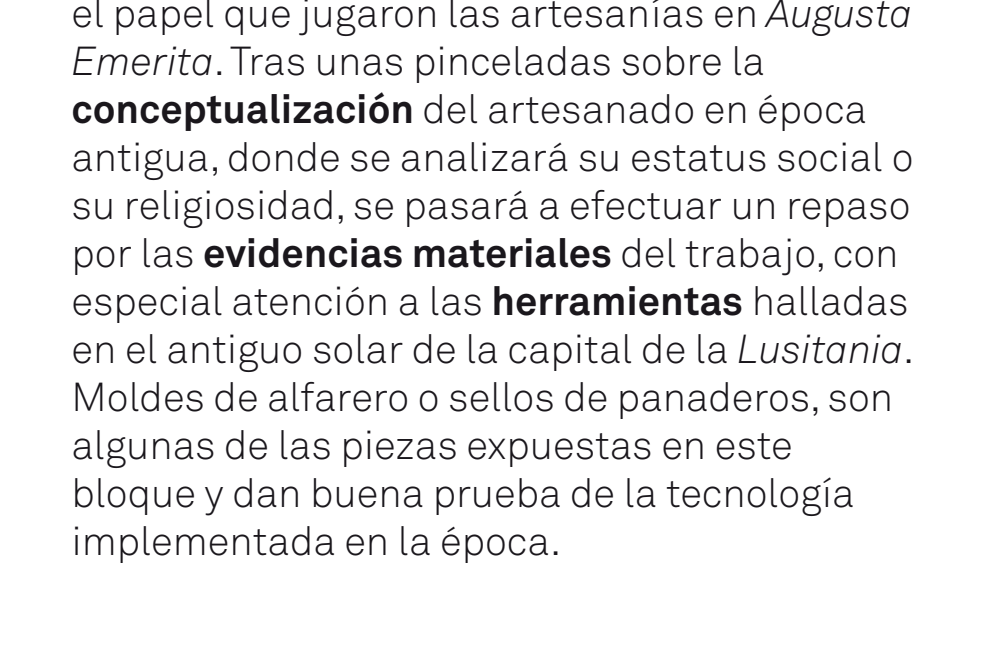 el papel que jugaron las artesanías en Augusta
Emerita. Tras unas pinceladas sobre la
conceptualización del artesanado en época
antigua, donde se analizará su estatus social o
su religiosidad, se pasará a efectuar un repaso
por las evidencias materiales del trabajo, con
especial atención a las herramientas halladas
en el antiguo solar de la capital de la Lusitania.
Moldes de alfarero o sellos de panaderos, son
algunas de las piezas expuestas en este
bloque y dan buena prueba de la tecnología
implementada en la época.